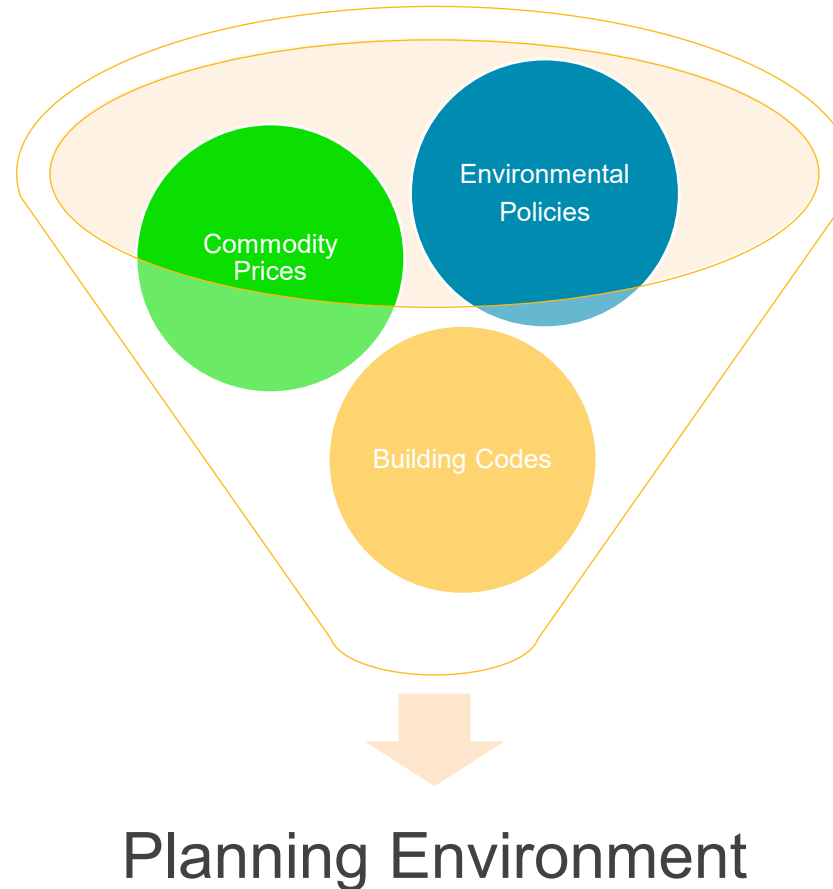 Environmental
Policies
Commodity
Prices
Building Codes
Planning Environment